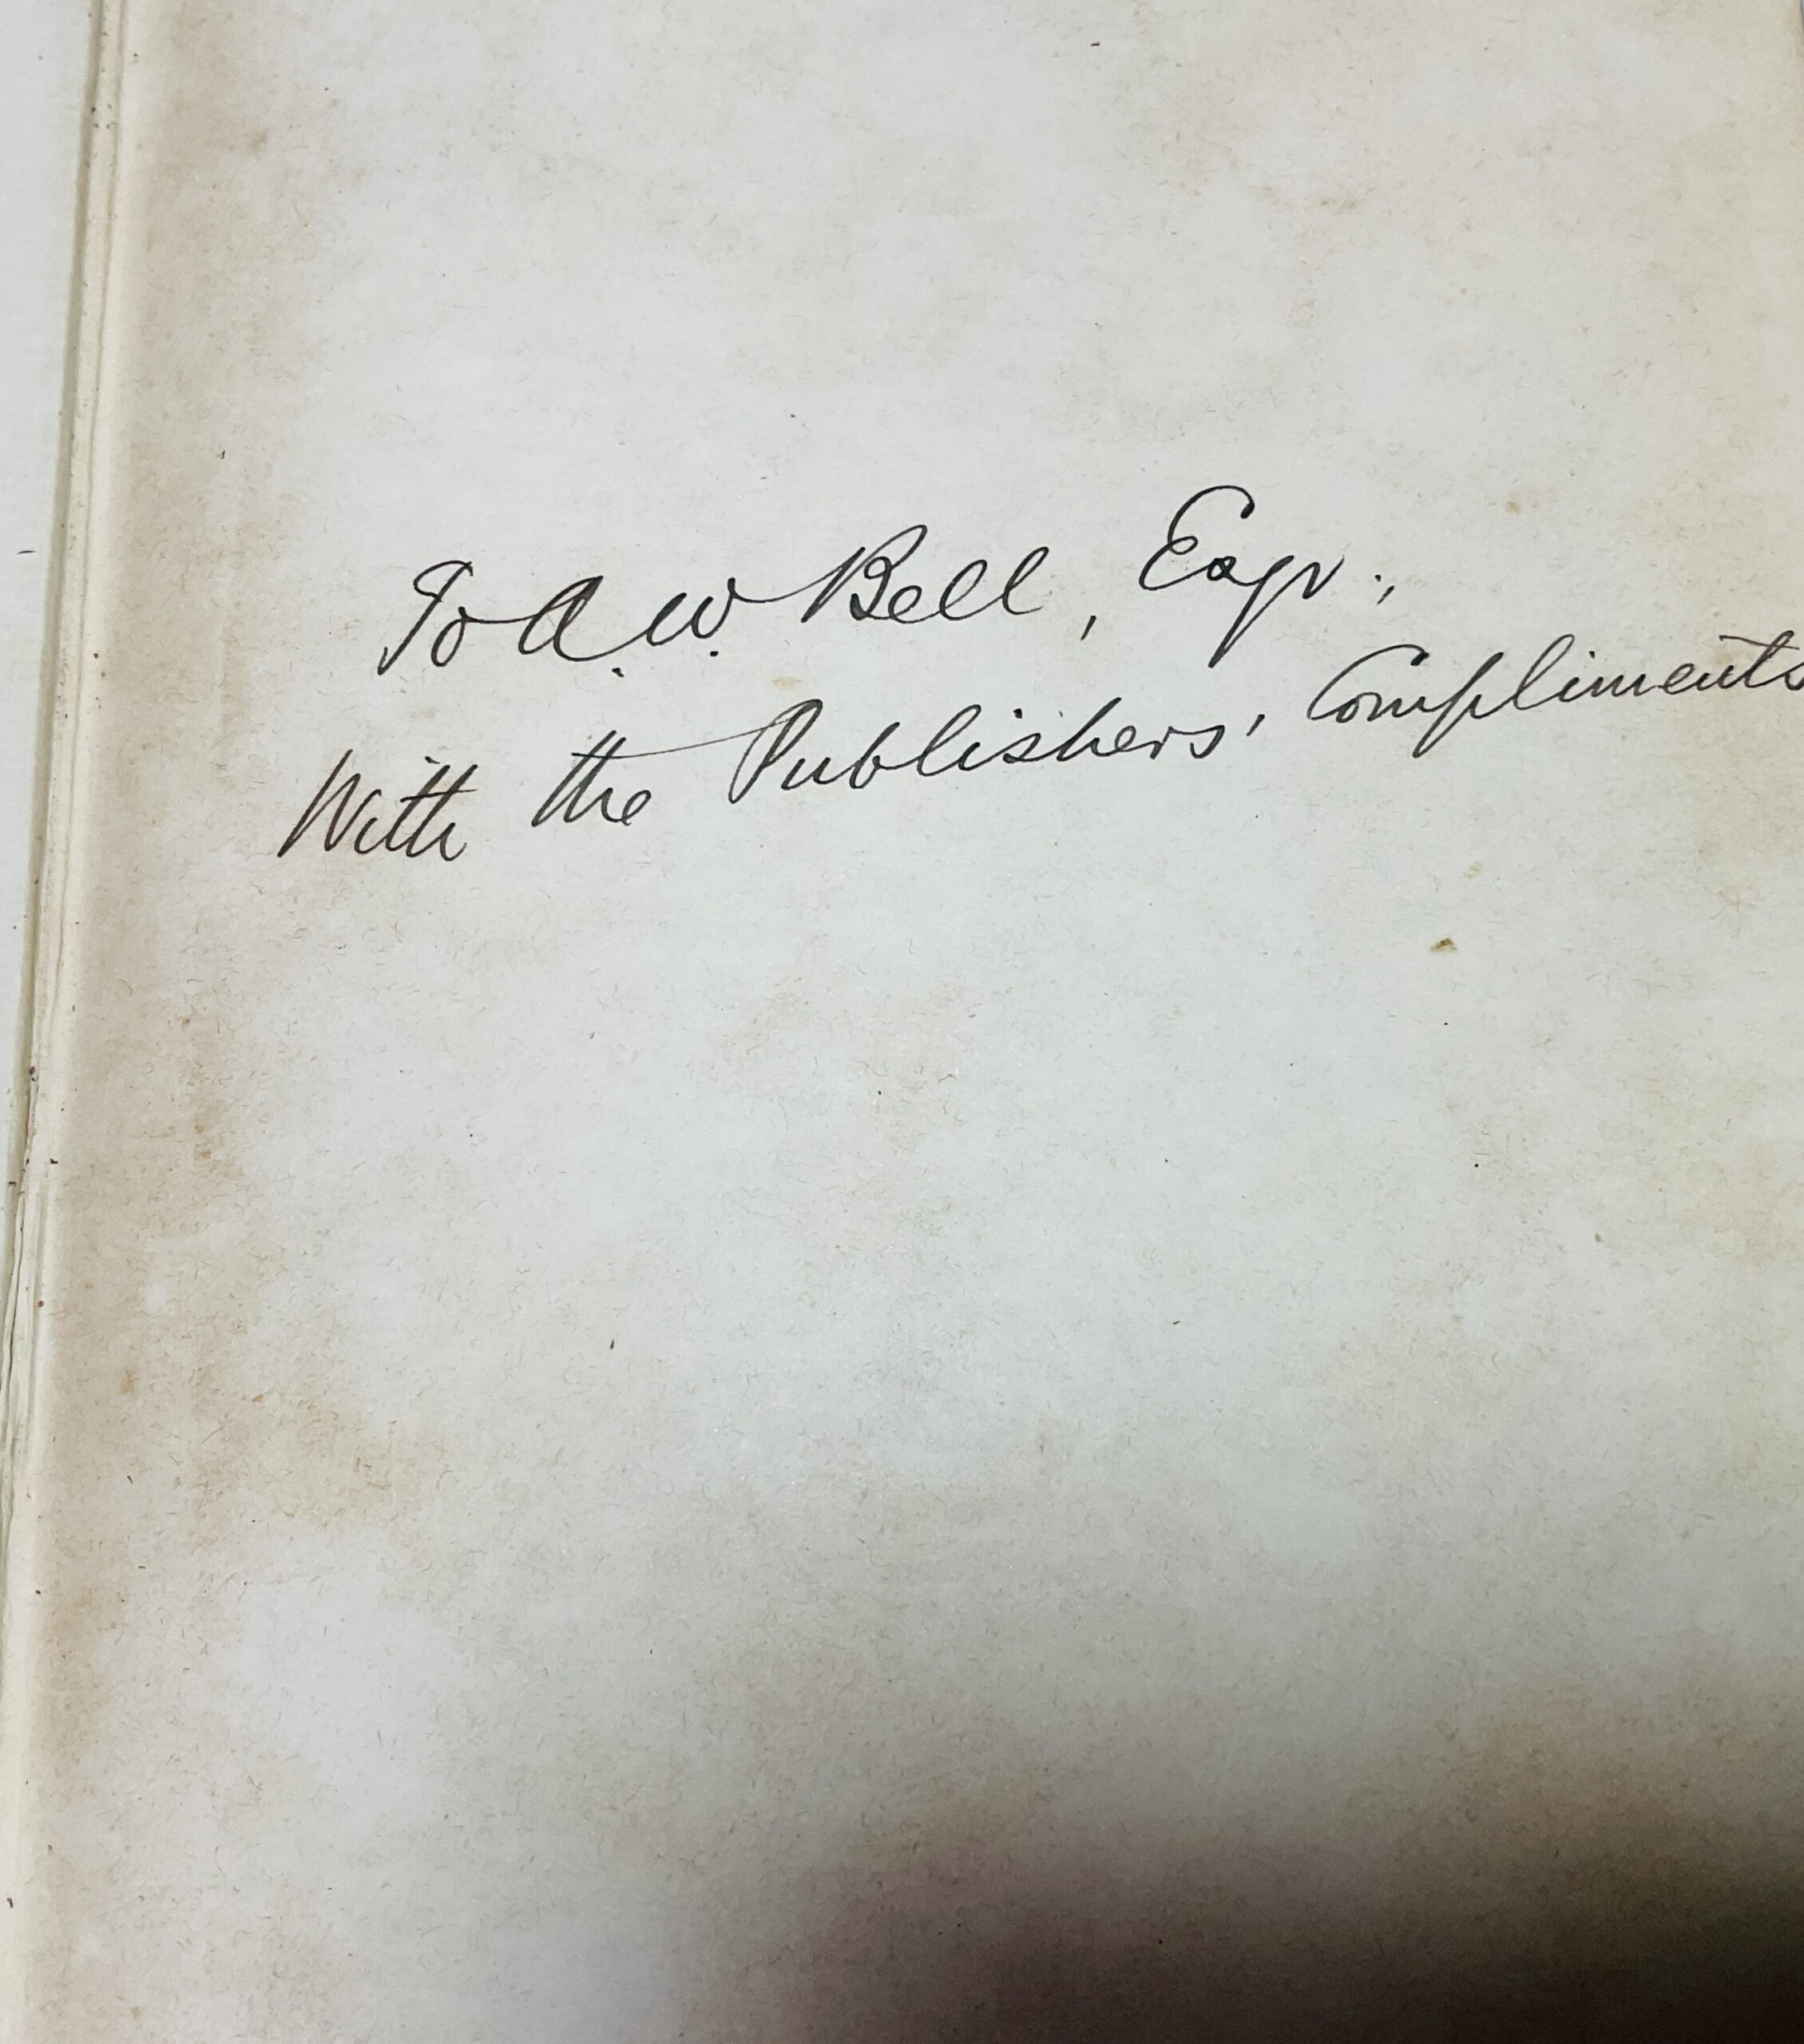 To A. W. Bell, Esqr.,
With the Publishers' Compliments